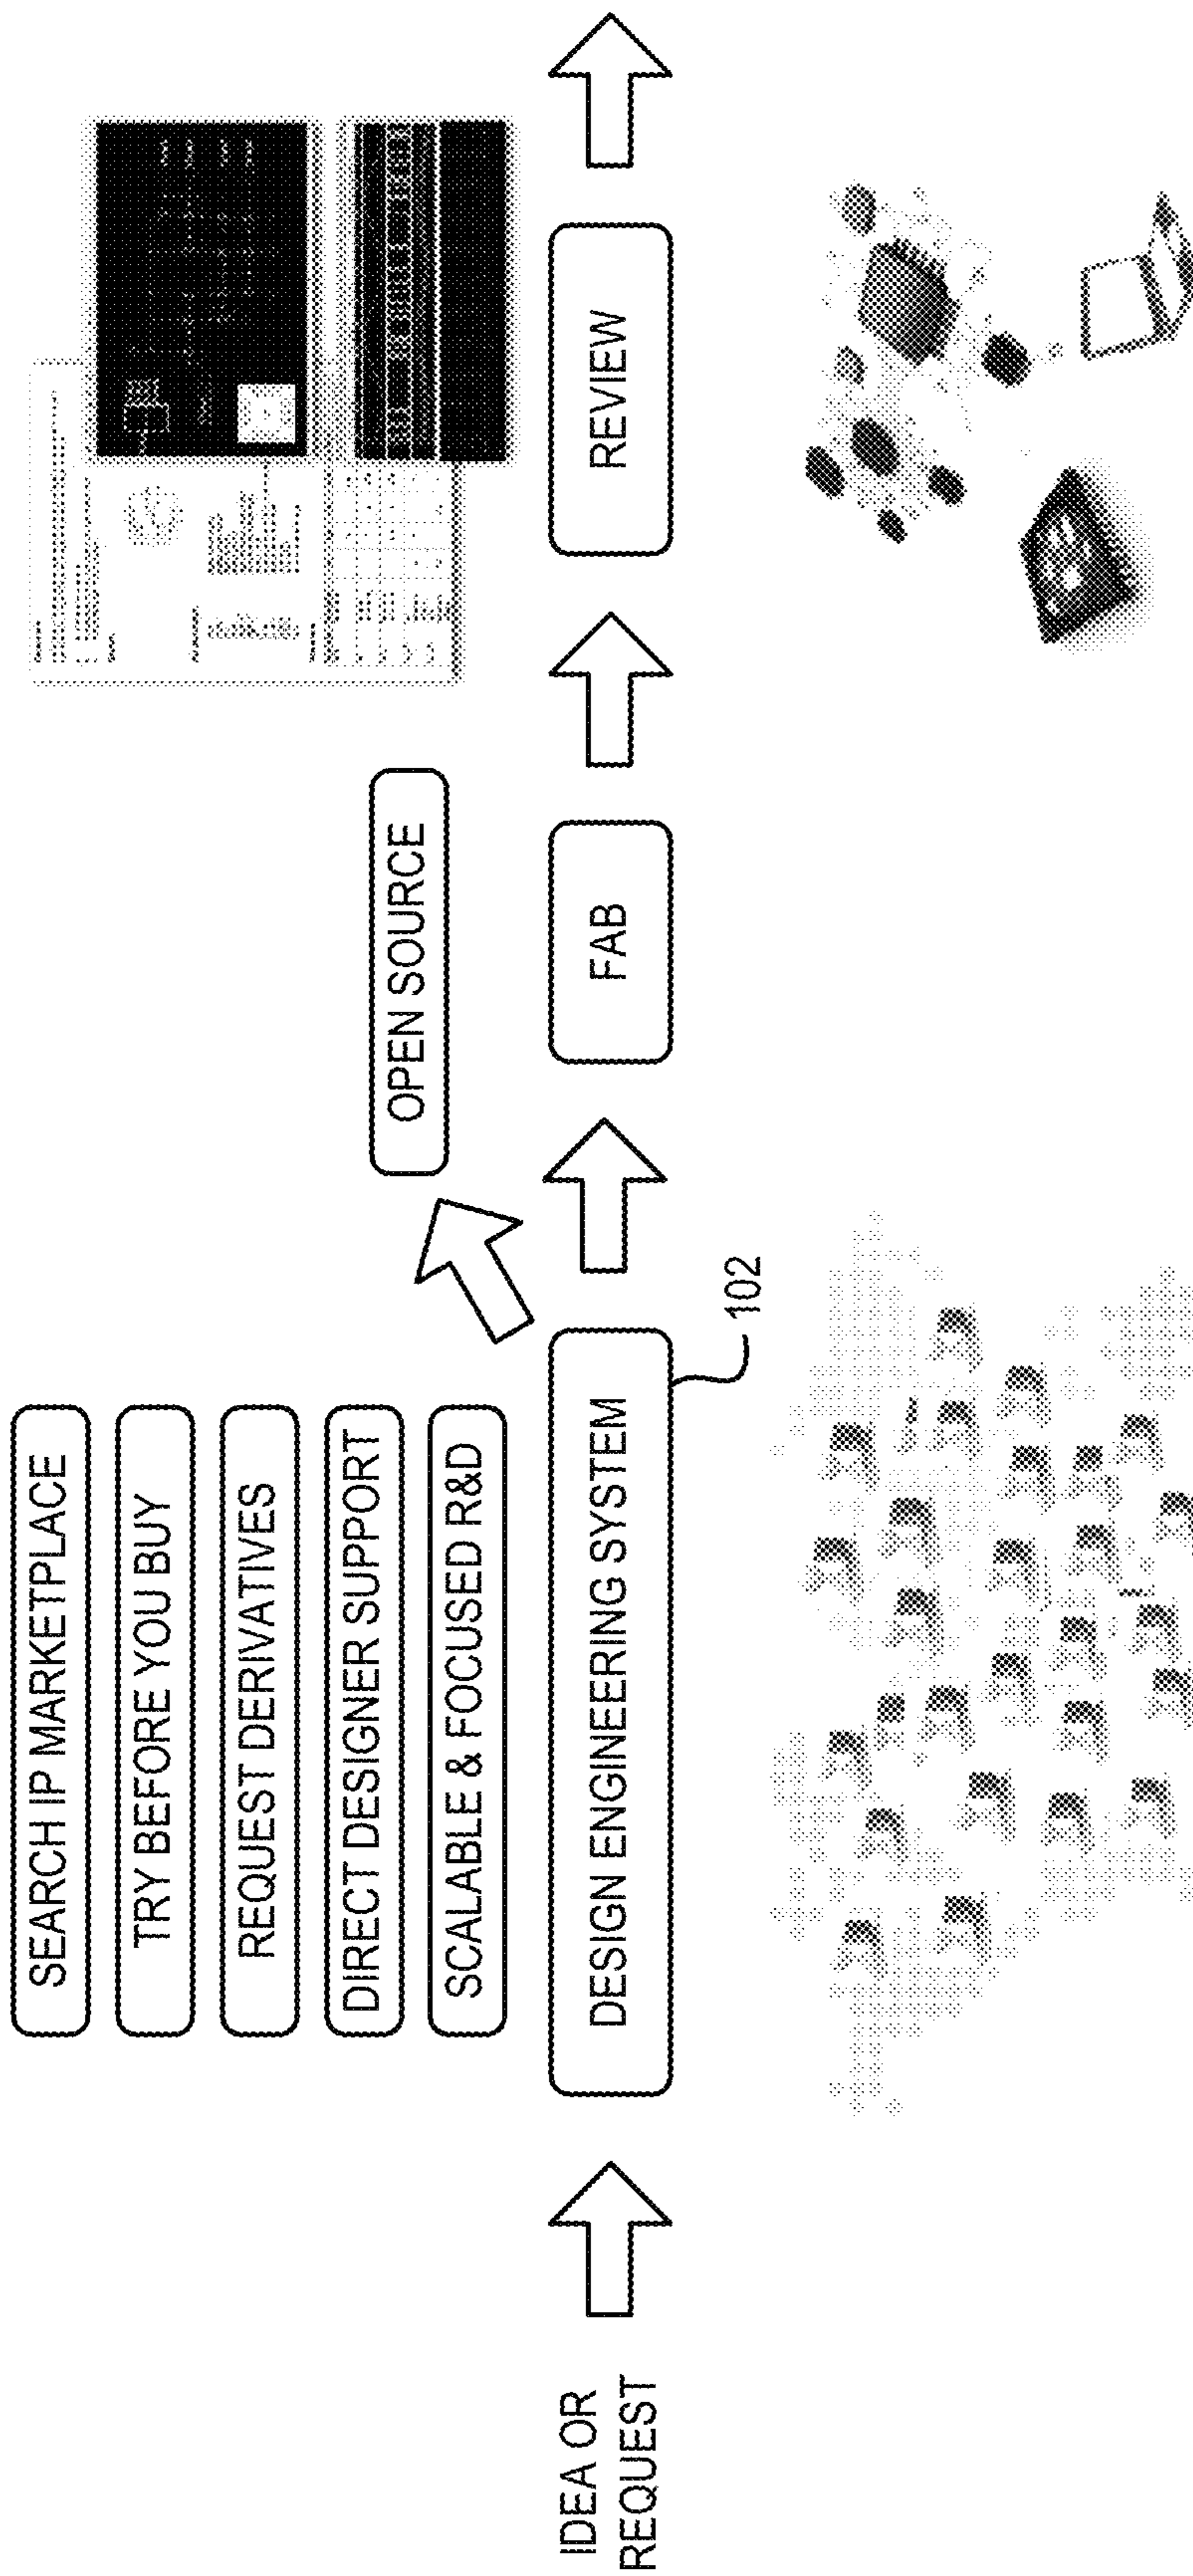 SEARCH IP MARKETPLACE
TRY BEFORE YOU BUY
REQUEST DERIVATIVES
DIRECT DESIGNER SUPPORT
SCALABLE & FOCUSED R&D
OPEN SOURCE
IDEA OR
REQUEST
DESIGN ENGINEERING SYSTEM
FAB
REVIEW
102